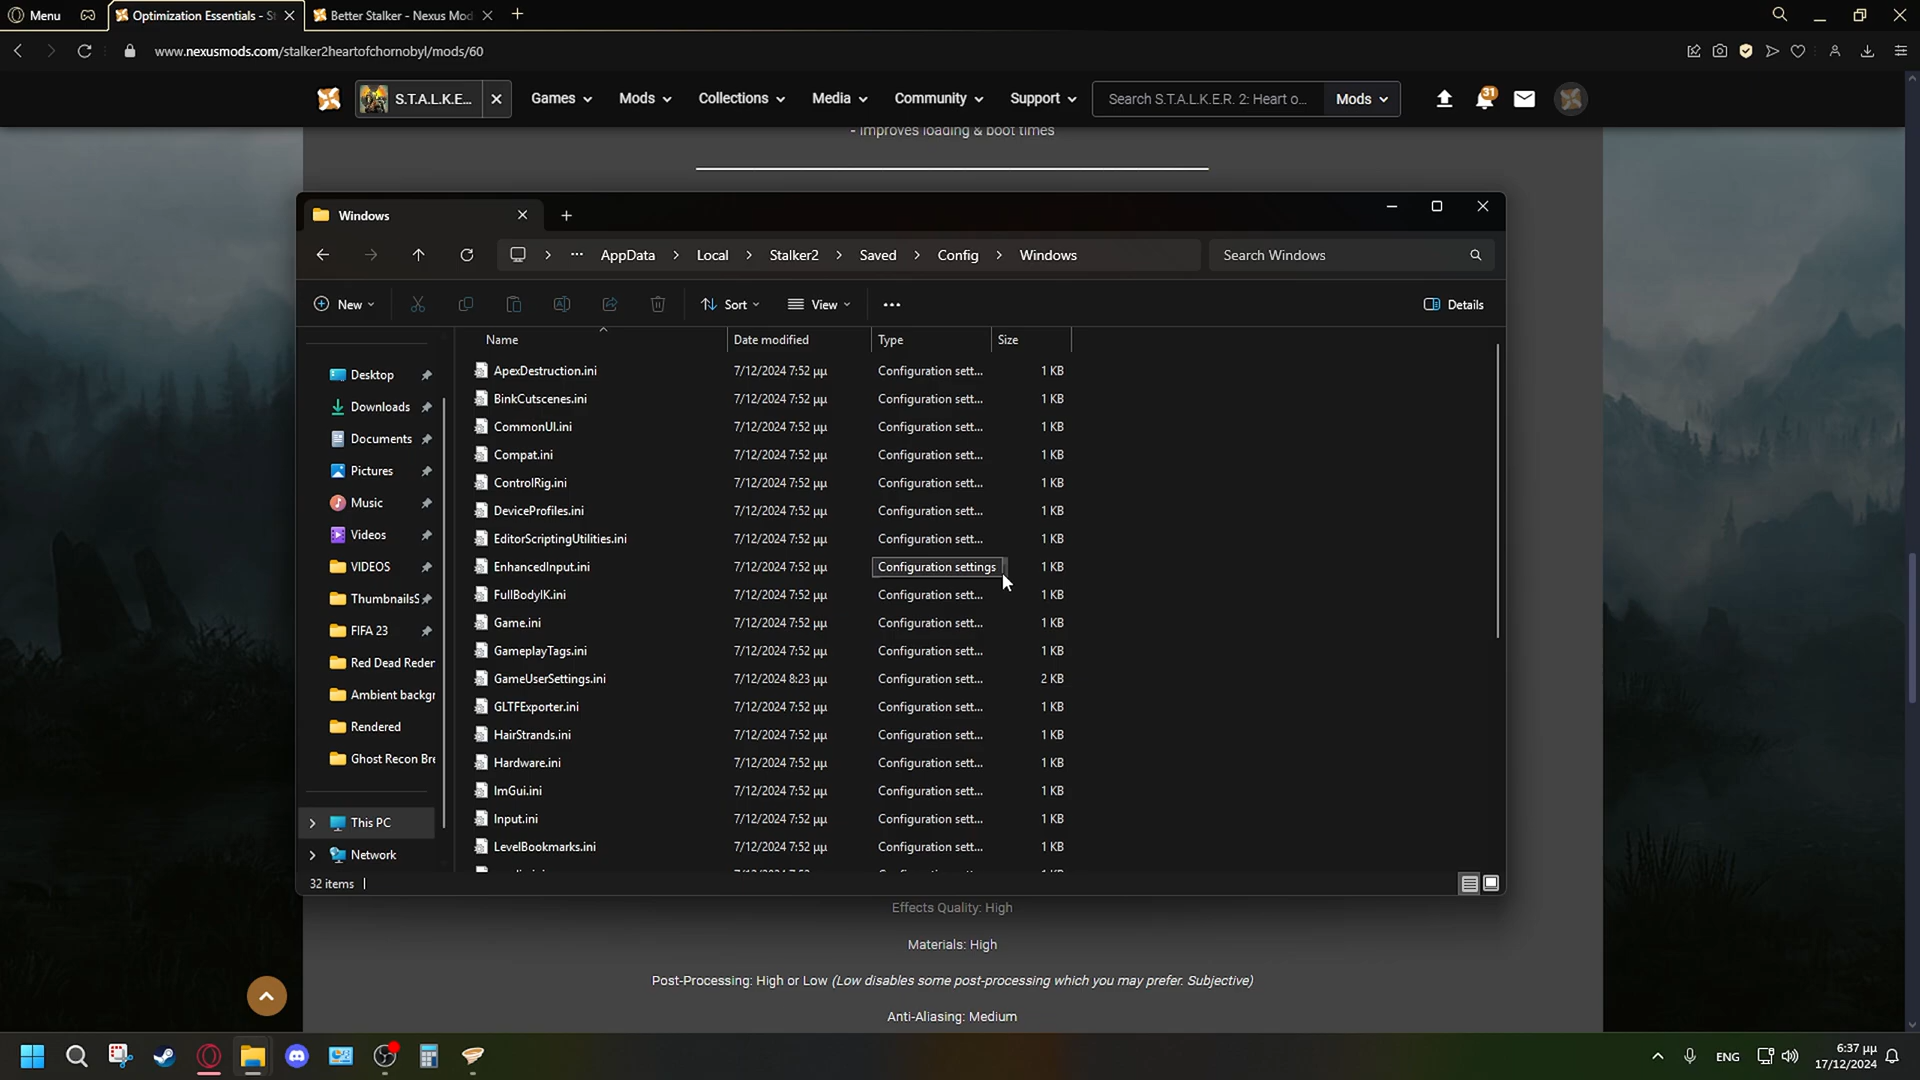 Menu
Optimization Essentials - S
Better Stalker - Nexus Mod
www.nexusmods.com/stalker2heartofchornobyl/mods/60
S.T.A.L.K.E...
Games
Mods
Collections
Media
Community
Support
Search S.T.A.L.K.E.R. 2: Heart o...
Mods
31
- Improves loading & boot times
Windows
AppData > Local > Stalker2 > Saved > Config > Windows
Search Windows
New
Sort
View
Details
Name
Date modified
Type
Size
Desktop
Downloads
Documents
Pictures
Music
Videos
VIDEOS
ThumbnailsS
FIFA 23
Red Dead Reder
Ambient backgr
Rendered
Ghost Recon Bre
This PC
Network
ApexDestruction.ini 7/12/2024 7:52 μμ Configuration sett... 1 KB
BinkCutscenes.ini 7/12/2024 7:52 μμ Configuration sett... 1 KB
CommonUI.ini 7/12/2024 7:52 μμ Configuration sett... 1 KB
Compat.ini 7/12/2024 7:52 μμ Configuration sett... 1 KB
ControlRig.ini 7/12/2024 7:52 μμ Configuration sett... 1 KB
DeviceProfiles.ini 7/12/2024 7:52 μμ Configuration sett... 1 KB
EditorScriptingUtilities.ini 7/12/2024 7:52 μμ Configuration sett... 1 KB
EnhancedInput.ini 7/12/2024 7:52 μμ Configuration settings 1 KB
FullBodyIK.ini 7/12/2024 7:52 μμ Configuration sett... 1 KB
Game.ini 7/12/2024 7:52 μμ Configuration sett... 1 KB
GameplayTags.ini 7/12/2024 7:52 μμ Configuration sett... 1 KB
GameUserSettings.ini 7/12/2024 8:23 μμ Configuration sett... 2 KB
GLTFExporter.ini 7/12/2024 7:52 μμ Configuration sett... 1 KB
HairStrands.ini 7/12/2024 7:52 μμ Configuration sett... 1 KB
Hardware.ini 7/12/2024 7:52 μμ Configuration sett... 1 KB
ImGui.ini 7/12/2024 7:52 μμ Configuration sett... 1 KB
Input.ini 7/12/2024 7:52 μμ Configuration sett... 1 KB
LevelBookmarks.ini 7/12/2024 7:52 μμ Configuration sett... 1 KB
32 items
Effects Quality: High
Materials: High
Post-Processing: High or Low (Low disables some post-processing which you may prefer. Subjective)
Anti-Aliasing: Medium
ENG
6:37 μμ
17/12/2024